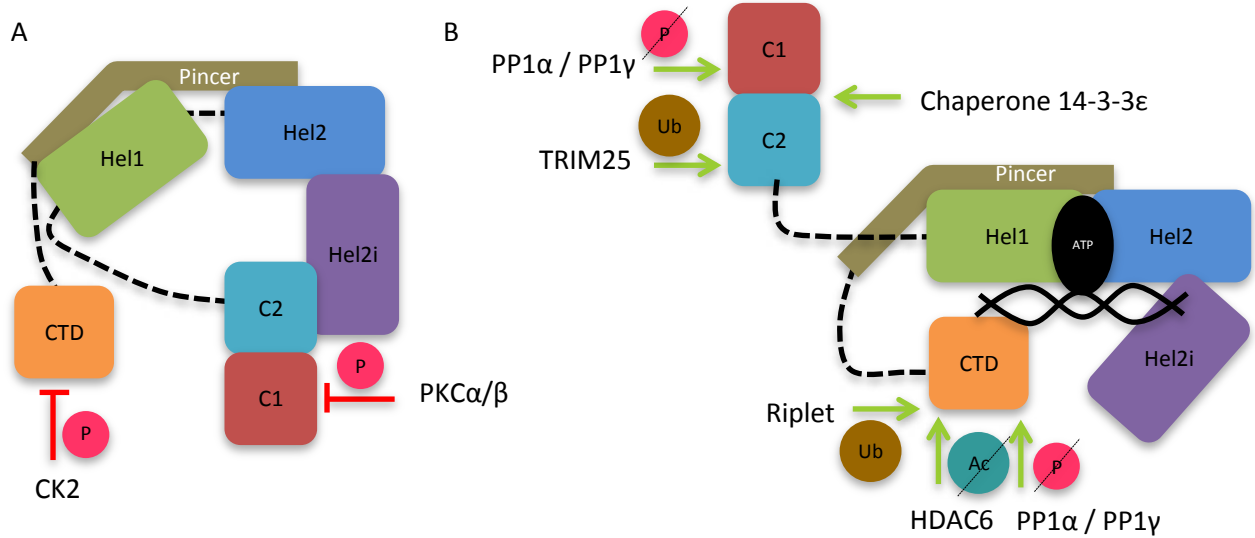 A
Pincer
Hel1
Hel2
Hel2i
C2
CTD
C1
P
PKCα/β
P
CK2
B
P
C1
PP1α / PP1γ
Chaperone 14-3-3ε
Ub
C2
TRIM25
Pincer
Hel1
ATP
Hel2
CTD
Hel2i
Riplet
Ub
Ac
P
HDAC6
PP1α / PP1γ